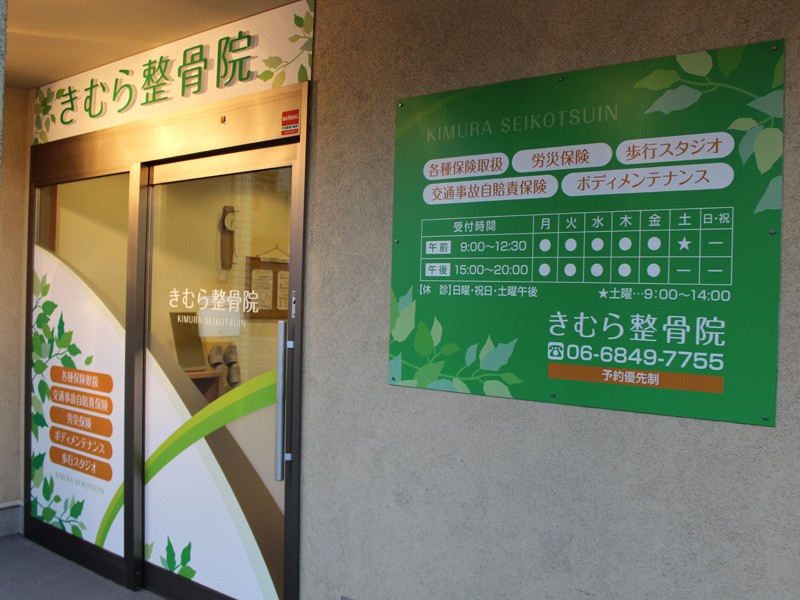 きむら整骨院
きむら整骨院
KIMURA SEIKOTSUIN
各種保険取扱
交通事故自賠責保険
労災保険
ボディメンテナンス
歩行スタジオ
KIMURA SEIKOTSUIN
KIMURA SEIKOTSUIN
各種保険取扱 労災保険 歩行スタジオ
交通事故自賠責保険 ボディメンテナンス
受付時間 月 火 水 木 金 土 日・祝
午前 9:00〜12:30 ● ● ● ● ● ★ ―
午後 15:00〜20:00 ● ● ● ● ● ― ―
【休 診】日曜・祝日・土曜午後 ★土曜…9:00〜14:00
きむら整骨院
☎06-6849-7755
予約優先制